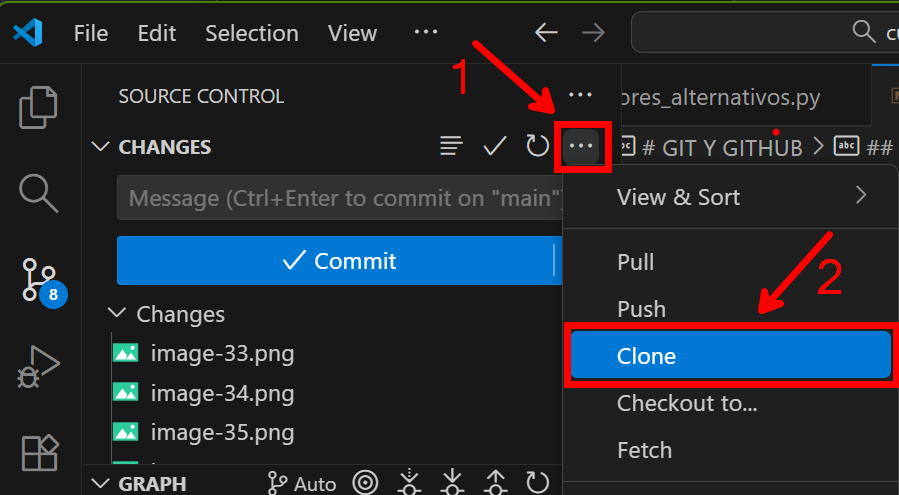 File Edit Selection View ...
cu
1
SOURCE CONTROL ...
ores_alternativos.py
CHANGES ...
# GIT Y GITHUB > ##
Message (Ctrl+Enter to commit on "main")
View & Sort >
Commit
Pull
2
8
Changes
Push
image-33.png
Clone
image-34.png
Checkout to...
image-35.png
Fetch
GRAPH Auto